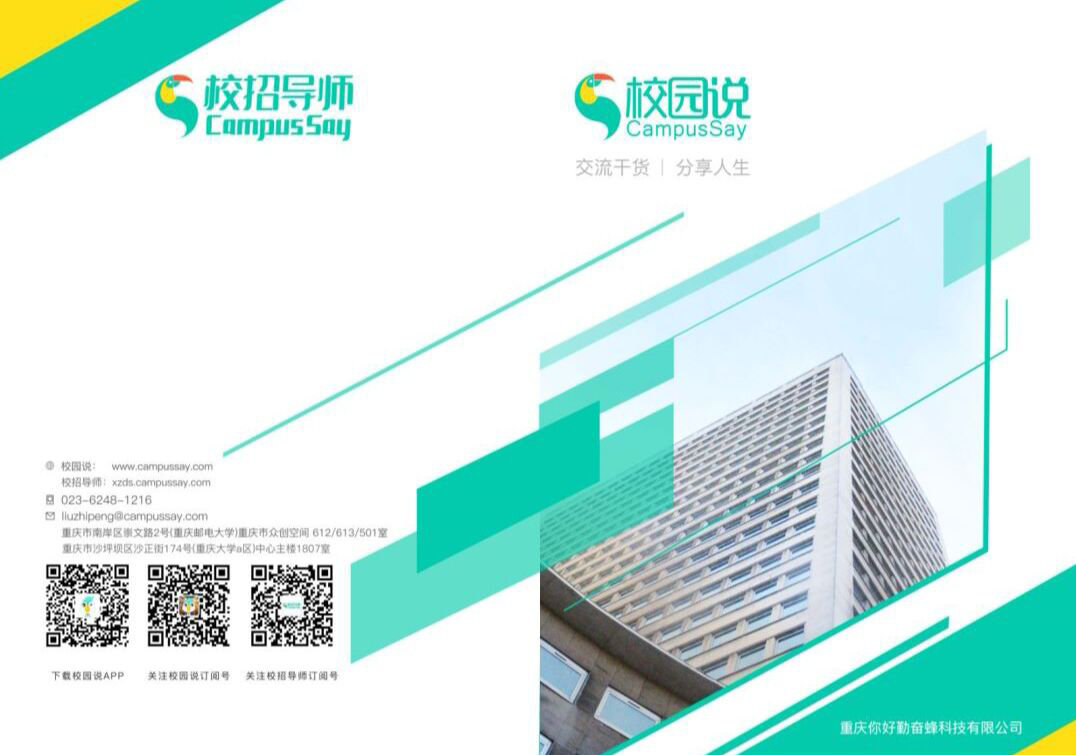 校招导师
CampusSay
校园说： www.campussay.com
校招导师：xzds.campussay.com
023-6248-1216
liuzhipeng@campussay.com
重庆市南岸区崇文路2号(重庆邮电大学)重庆市众创空间 612/613/501室
重庆市沙坪坝区沙正街174号(重庆大学a区)中心主楼1807室
下载校园说APP
关注校园说订阅号
关注校招导师订阅号
校园说
CampusSay
交流干货 | 分享人生
重庆你好勤奋蜂科技有限公司